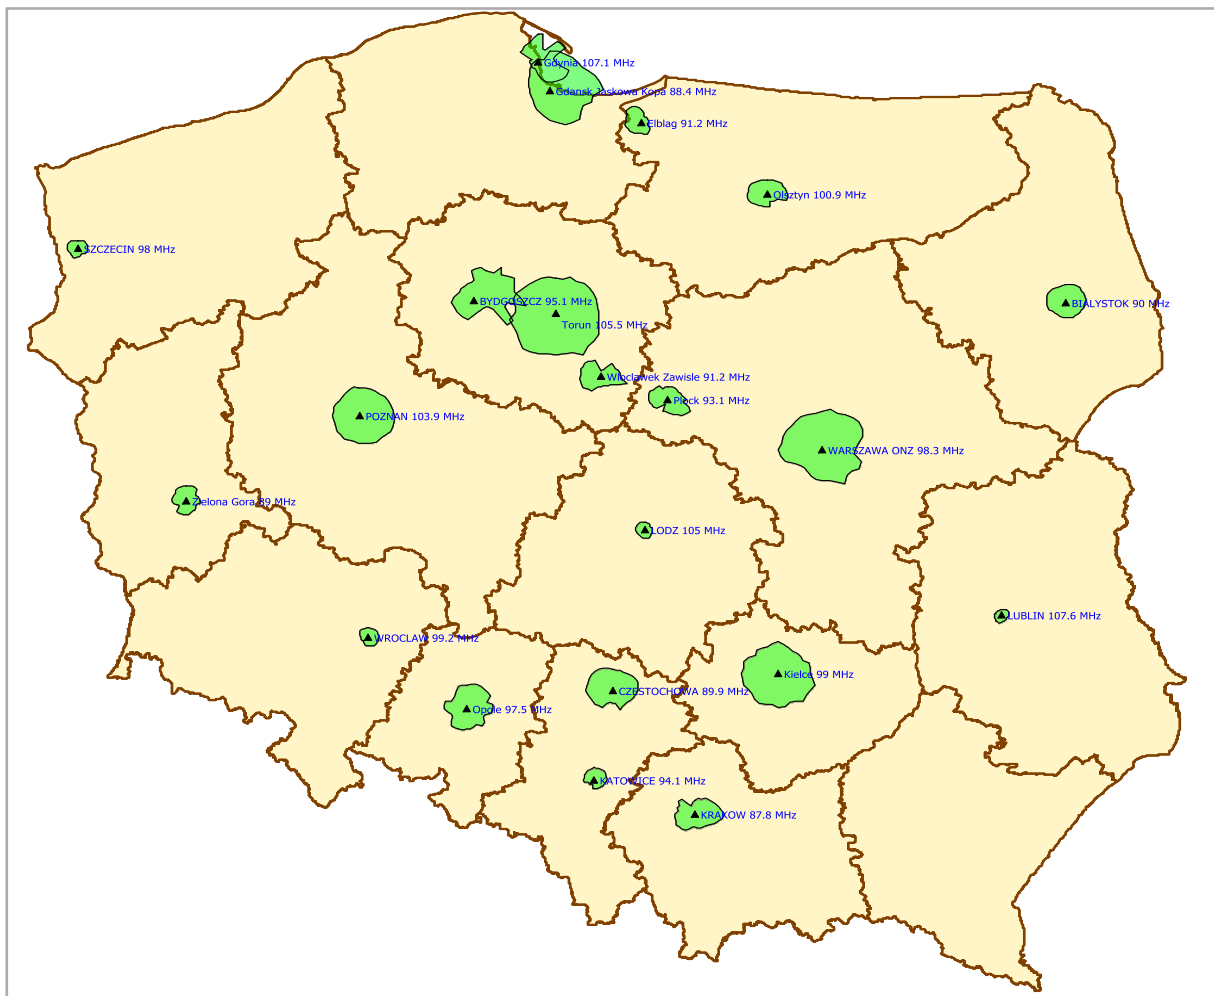 Gdynia 107.1 MHz
Gdansk Jaskowa Kopa 88.4 MHz
Elblag 91.2 MHz
Olsztyn 100.9 MHz
SZCZECIN 98 MHz
BYDGOSZCZ 95.1 MHz
BIALYSTOK 90 MHz
Torun 105.5 MHz
Wloclawek Zawisle 91.2 MHz
Plock 93.1 MHz
POZNAN 103.9 MHz
WARSZAWA ONZ 98.3 MHz
Zielona Gora 89 MHz
LODZ 105 MHz
LUBLIN 107.6 MHz
WROCLAW 99.2 MHz
Kielce 99 MHz
CZESTOCHOWA 89.9 MHz
Opole 97.5 MHz
KATOWICE 94.1 MHz
KRAKOW 87.8 MHz